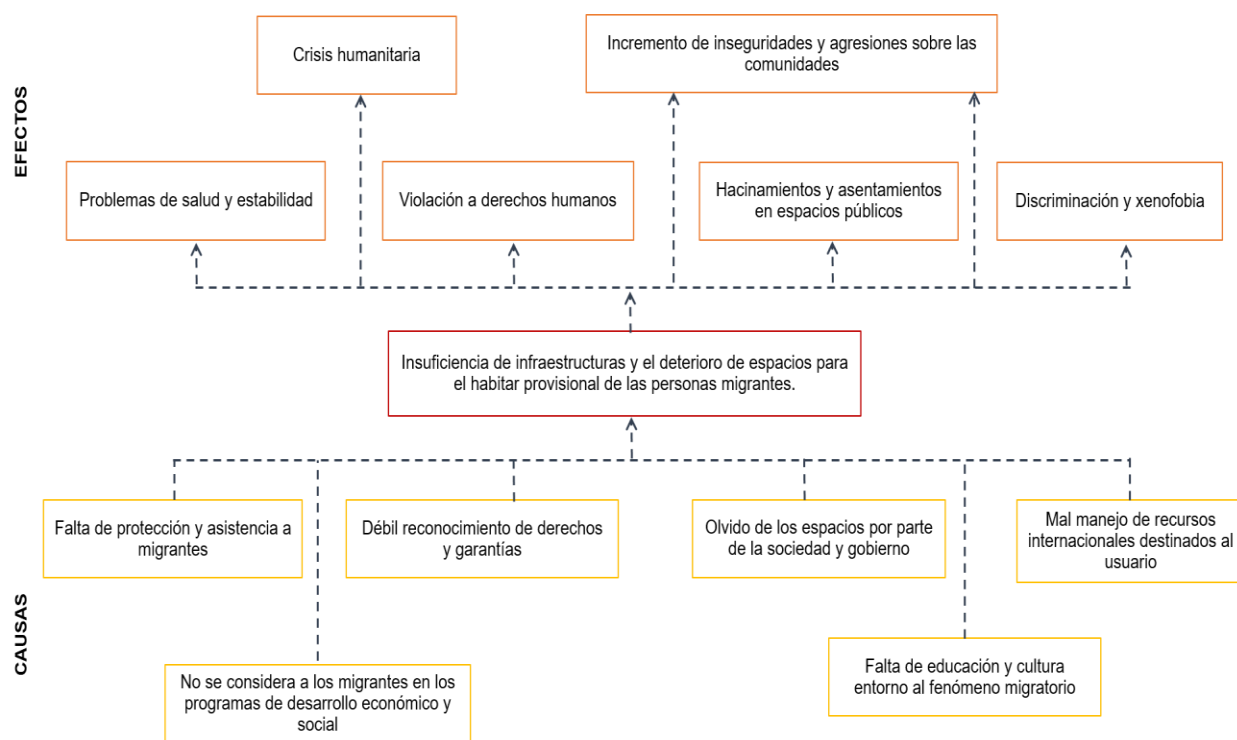 EFECTOS
Crisis humanitaria
Incremento de inseguridades y agresiones sobre las
comunidades
Problemas de salud y estabilidad
Violación a derechos humanos
Hacinamientos y asentamientos
en espacios públicos
Discriminación y xenofobia
Insuficiencia de infraestructuras y el deterioro de espacios para
el habitar provisional de las personas migrantes.
CAUSAS
Falta de protección y asistencia a
migrantes
Débil reconocimiento de derechos
y garantías
Olvido de los espacios por parte
de la sociedad y gobierno
Mal manejo de recursos
internacionales destinados al
usuario
No se considera a los migrantes en los
programas de desarrollo económico y
social
Falta de educación y cultura
entorno al fenómeno migratorio